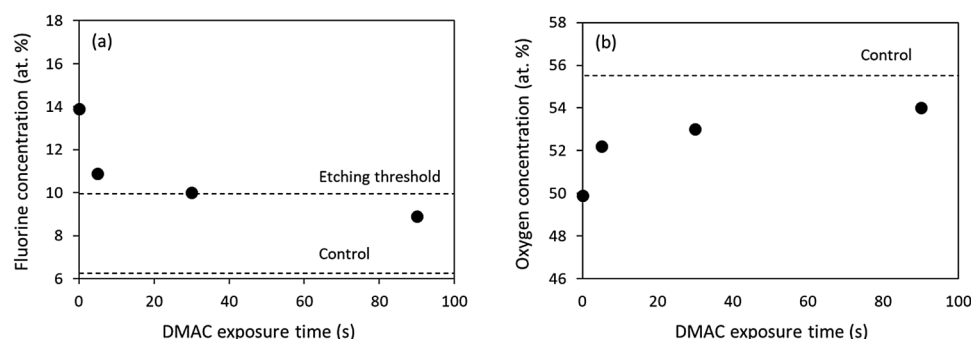 (a)
Fluorine concentration (at. %)
18
16
14
12
10
8
6
Etching threshold
Control
0 20 40 60 80 100
DMAC exposure time (s)
(b)
Oxygen concentration (at. %)
58
56
54
52
50
48
46
Control
0 20 40 60 80 100
DMAC exposure time (s)